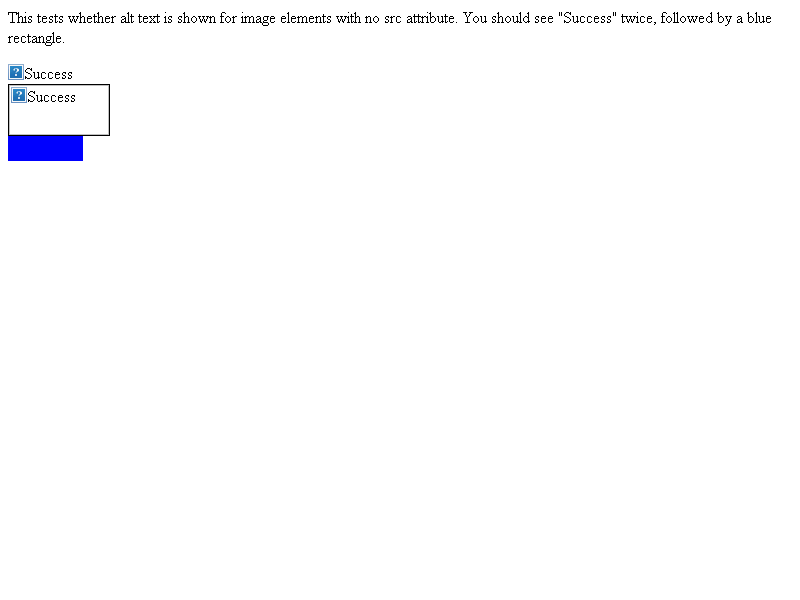 This tests whether alt text is shown for image elements with no src attribute. You should see "Success" twice, followed by a blue
rectangle.
Success
Success